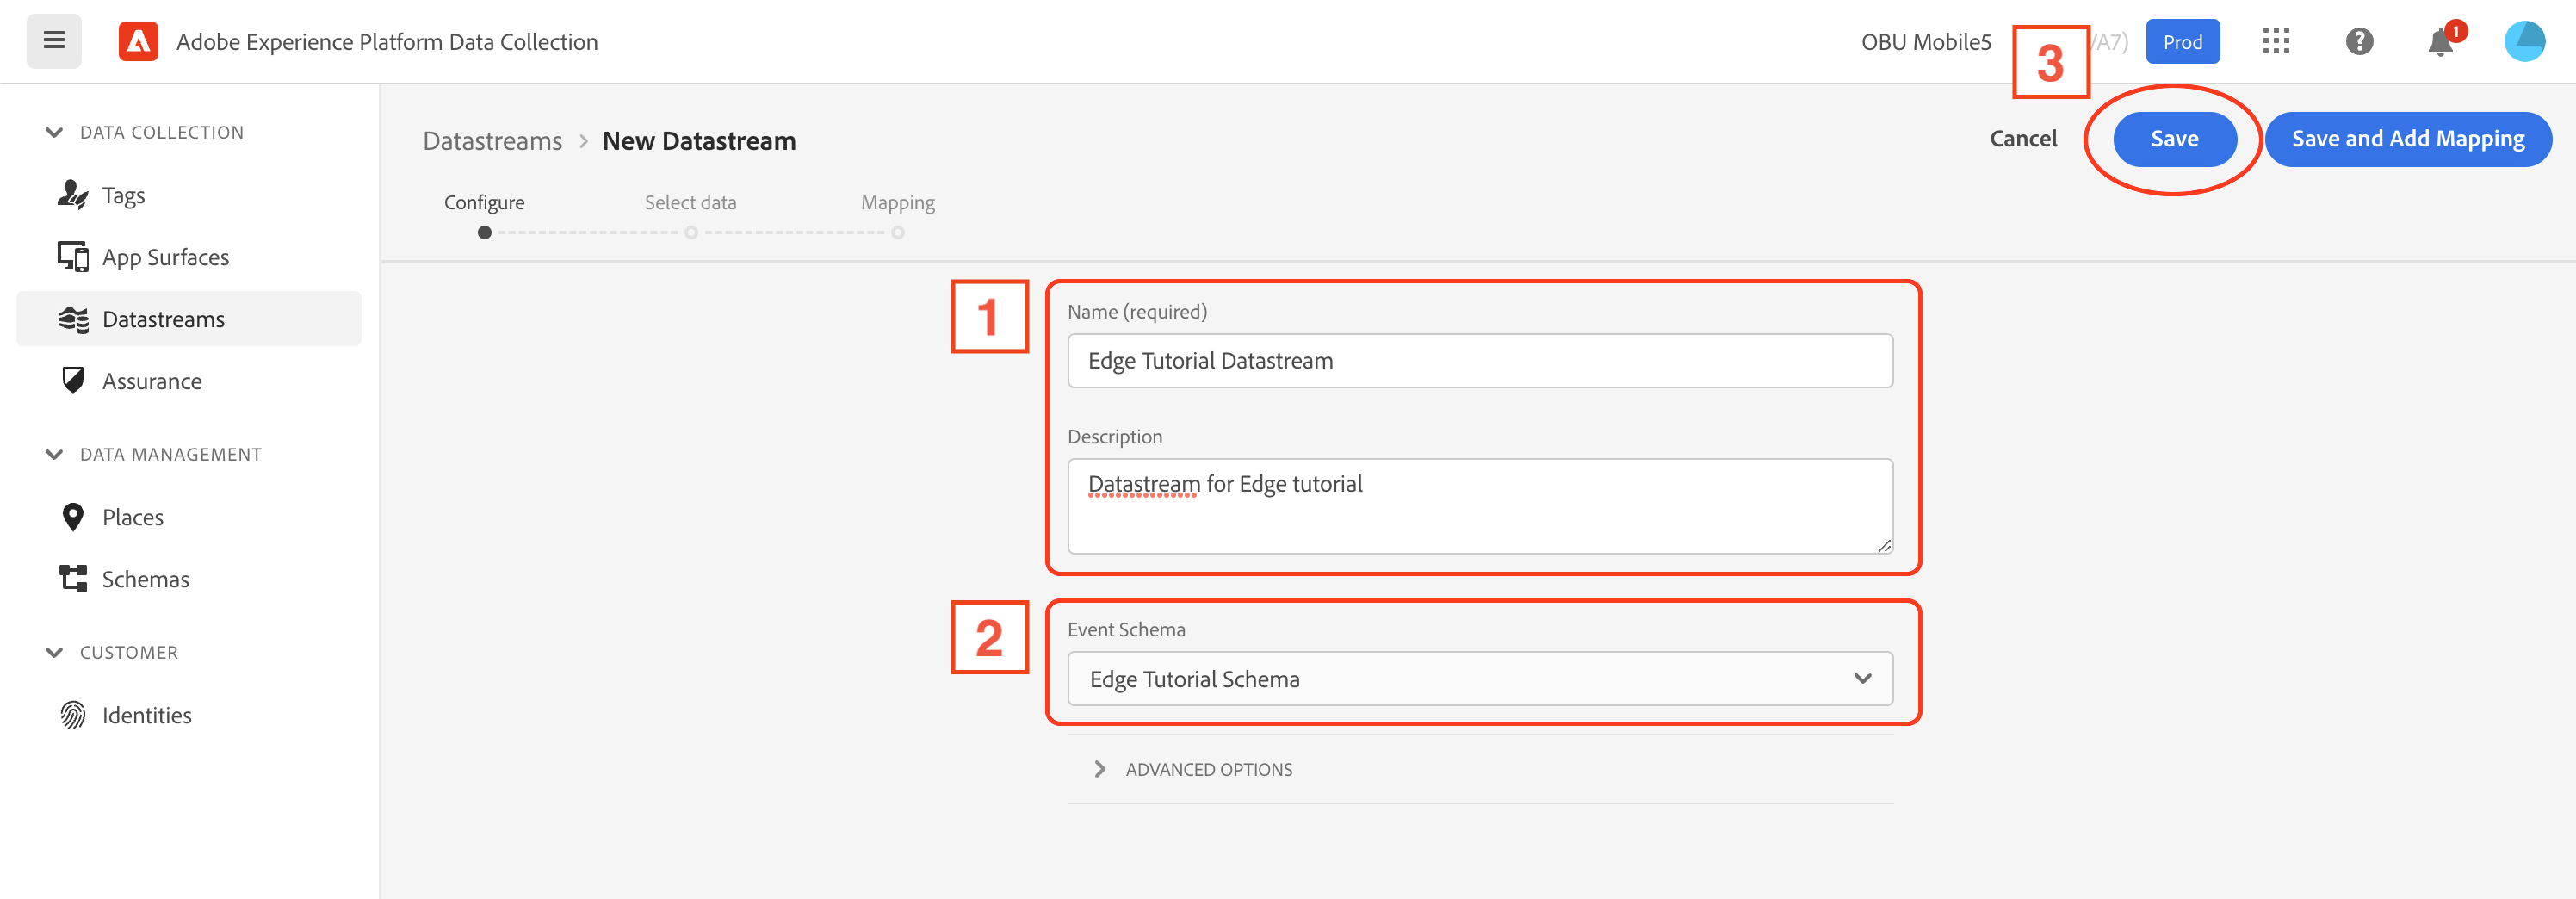 Adobe Experience Platform Data Collection
OBU Mobile5
3
VA7)
Prod
1
DATA COLLECTION
Tags
App Surfaces
Datastreams
Assurance
DATA MANAGEMENT
Places
Schemas
CUSTOMER
Identities
Datastreams > New Datastream
Cancel
Save
Save and Add Mapping
Configure
Select data
Mapping
1
Name (required)
Edge Tutorial Datastream
Description
Datastream for Edge tutorial
2
Event Schema
Edge Tutorial Schema
ADVANCED OPTIONS